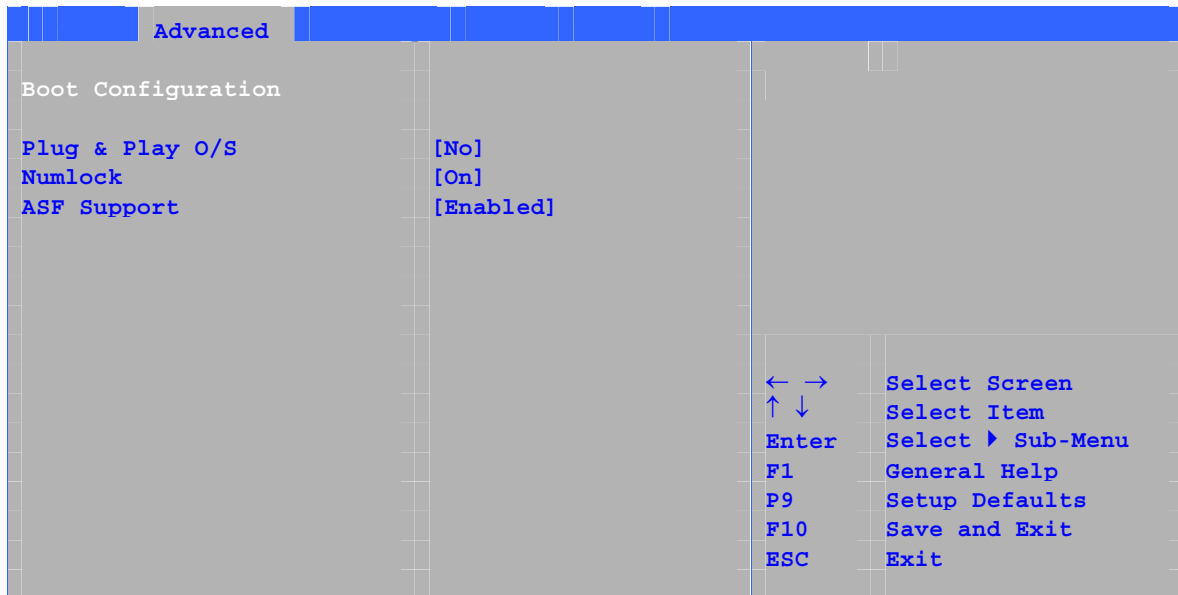 Advanced
Boot Configuration
Plug & Play O/S [No]
Numlock [On]
ASF Support [Enabled]
← → Select Screen
↑ ↓ Select Item
Enter Select ▶ Sub-Menu
F1 General Help
P9 Setup Defaults
F10 Save and Exit
ESC Exit